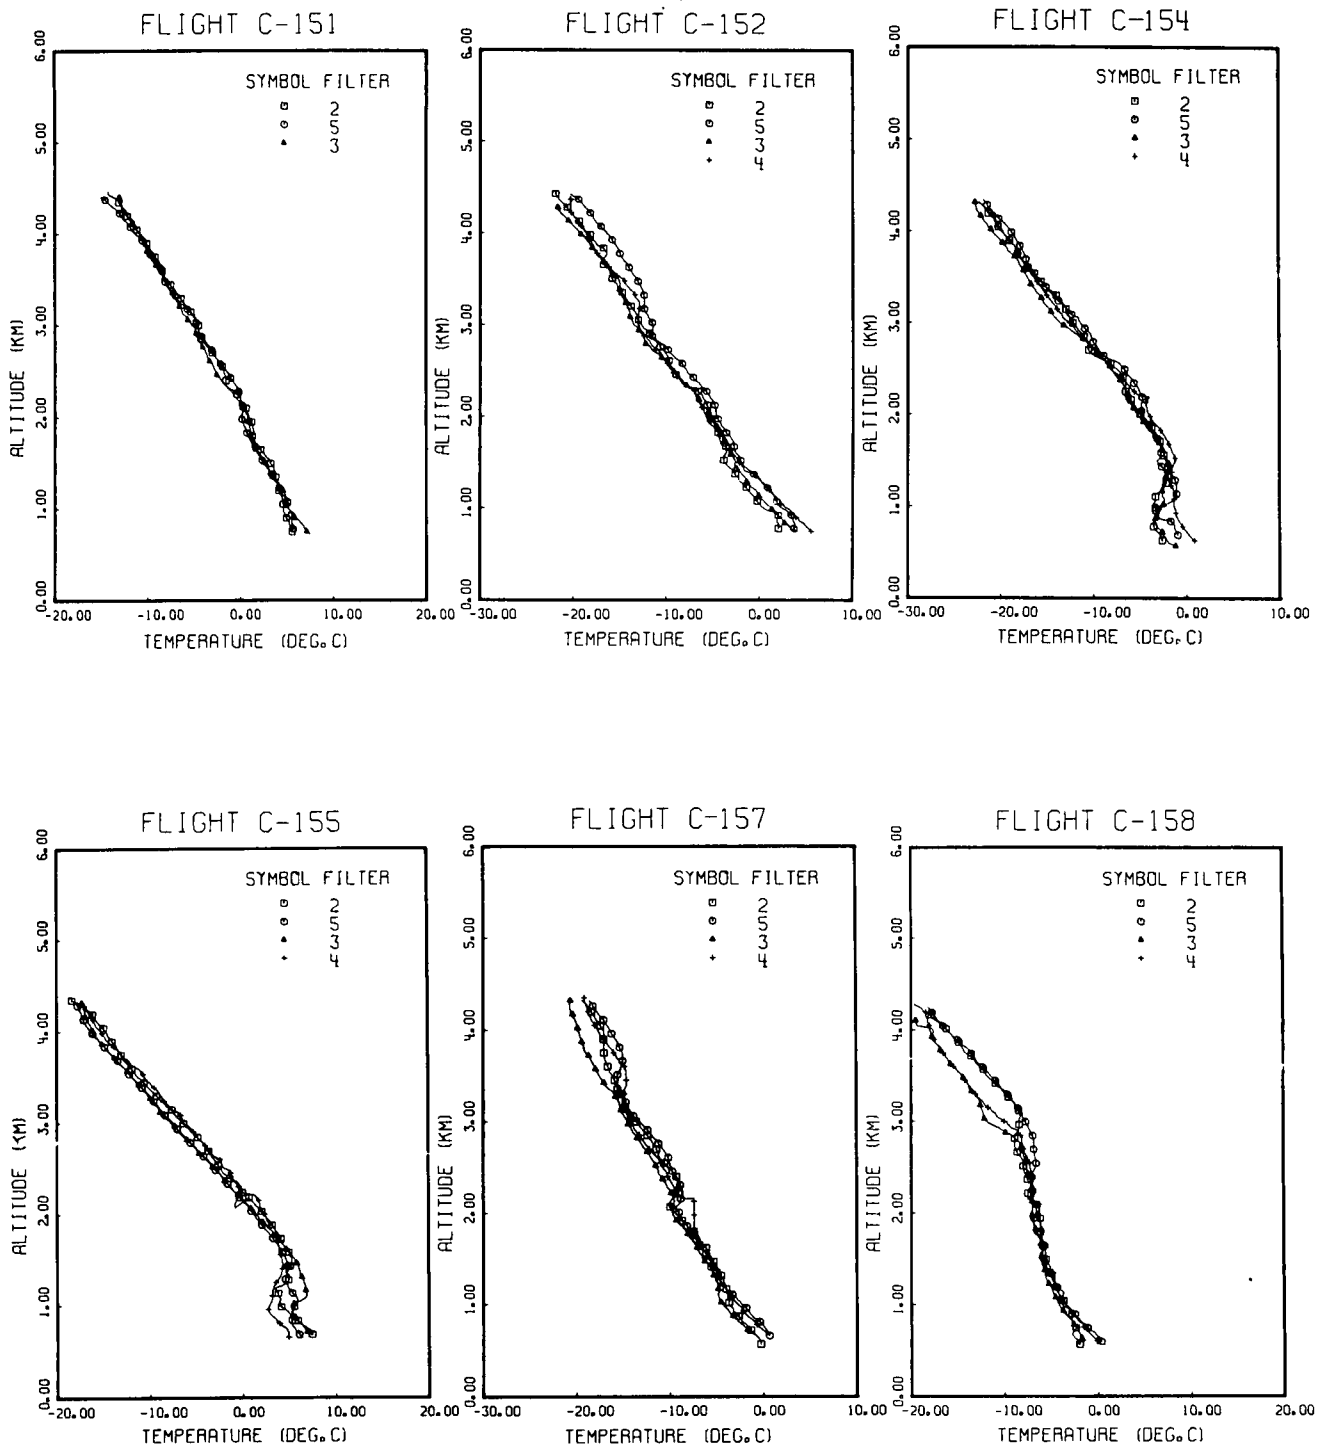 FLIGHT C-151
SYMBOL FILTER
2
5
3
6.00
5.00
4.00
3.00
2.00
1.00
0.00
ALTITUDE (KM)
-20.00 -10.00 0.00 10.00 20.00
TEMPERATURE (DEG.C)
FLIGHT C-152
SYMBOL FILTER
2
5
3
4
6.00
5.00
4.00
3.00
2.00
1.00
0.00
ALTITUDE (KM)
-30.00 -20.00 -10.00 0.00 10.00
TEMPERATURE (DEG.C)
FLIGHT C-154
SYMBOL FILTER
2
5
3
4
6.00
5.00
4.00
3.00
2.00
1.00
0.00
ALTITUDE (KM)
-30.00 -20.00 -10.00 0.00 10.00
TEMPERATURE (DEG.C)
FLIGHT C-155
SYMBOL FILTER
2
5
3
4
6.00
5.00
4.00
3.00
2.00
1.00
0.00
ALTITUDE (KM)
-20.00 -10.00 0.00 10.00 20.00
TEMPERATURE (DEG.C)
FLIGHT C-157
SYMBOL FILTER
2
5
3
4
6.00
5.00
4.00
3.00
2.00
1.00
0.00
ALTITUDE (KM)
-30.00 -20.00 -10.00 0.00 10.00
TEMPERATURE (DEG.C)
FLIGHT C-158
SYMBOL FILTER
2
5
3
4
6.00
5.00
4.00
3.00
2.00
1.00
0.00
ALTITUDE (KM)
-20.00 -10.00 0.00 10.00 20.00
TEMPERATURE (DEG.C)